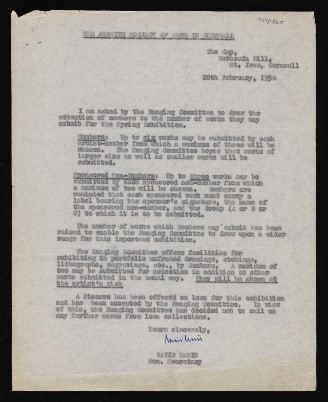 THE PENWITH SOCIETY OF ARTS IN CORNWALL
The Gap,
Bethesda Hill,
St. Ives, Cornwall
20th February, 1950
I am asked by the Hanging Committee to draw the
attention of members to the number of works they may
submit for the Spring Exhibition.
Members: Up to six works may be submitted by each
artist-member from which a maximum of three will be
chosen. The Hanging Committee hopes that works of
larger size as well as smaller works will be
submitted.
Sponsored Non-Members: Up to three works may be
submitted by each sponsored non-member from which
a maximum of two will be chosen. Members are
reminded that each sponsored work must carry a
label bearing the sponsor's signature, the name of
the sponsored non-member, and the Group (A or B or
C) to which it is to be submitted.
The number of works which Members may submit has been
raised to enable the Hanging Committee to draw upon a wider
range for this important exhibition.
The Hanging Committee offers facilities for
exhibiting in portfolio unframed drawings, etchings,
lithographs, engravings, etc., by Members. A maximum of
two may be submitted for selection in addition to other
works submitted in the usual way. They will be shown at
the artist's risk
A Picasso has been offered on loan for this exhibition
and has been accepted by the Hanging Committee. In view
of this, the Hanging Committee has decided not to call on
any further works from loan collections.
Yours sincerely,
David Lewis
DAVID LEWIS
Hon. Secretary